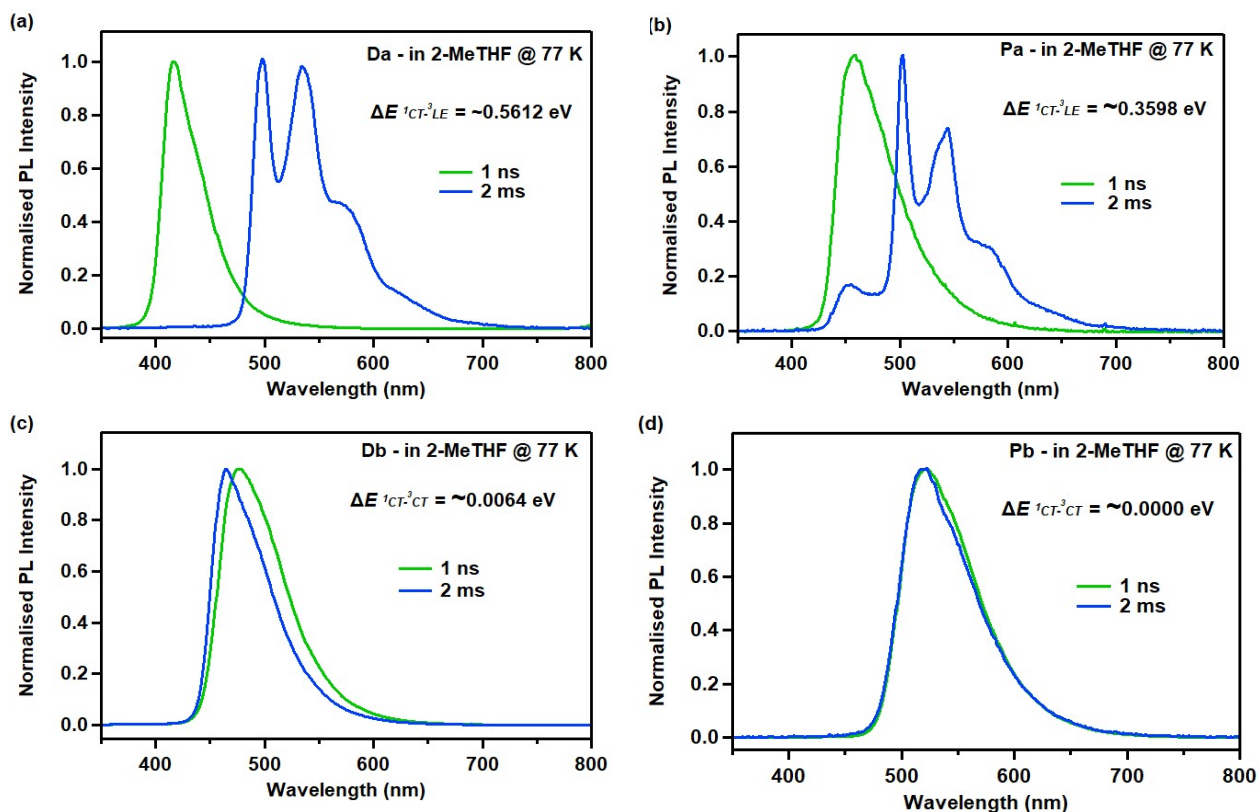 (a)
Da - in 2-MeTHF @ 77 K
ΔE ¹CT-³LE = ~0.5612 eV
1 ns
2 ms
Normalised PL Intensity
1.0
0.8
0.6
0.4
0.2
0.0
400 500 600 700 800
Wavelength (nm)
(b)
Pa - in 2-MeTHF @ 77 K
ΔE ¹CT-³LE = ~0.3598 eV
1 ns
2 ms
Normalised PL Intensity
1.0
0.8
0.6
0.4
0.2
0.0
400 500 600 700 800
Wavelength (nm)
(c)
Db - in 2-MeTHF @ 77 K
ΔE ¹CT-³CT = ~0.0064 eV
1 ns
2 ms
Normalised PL Intensity
1.0
0.8
0.6
0.4
0.2
0.0
400 500 600 700 800
Wavelength (nm)
(d)
Pb - in 2-MeTHF @ 77 K
ΔE ¹CT-³CT = ~0.0000 eV
1 ns
2 ms
Normalised PL Intensity
1.0
0.8
0.6
0.4
0.2
0.0
400 500 600 700 800
Wavelength (nm)